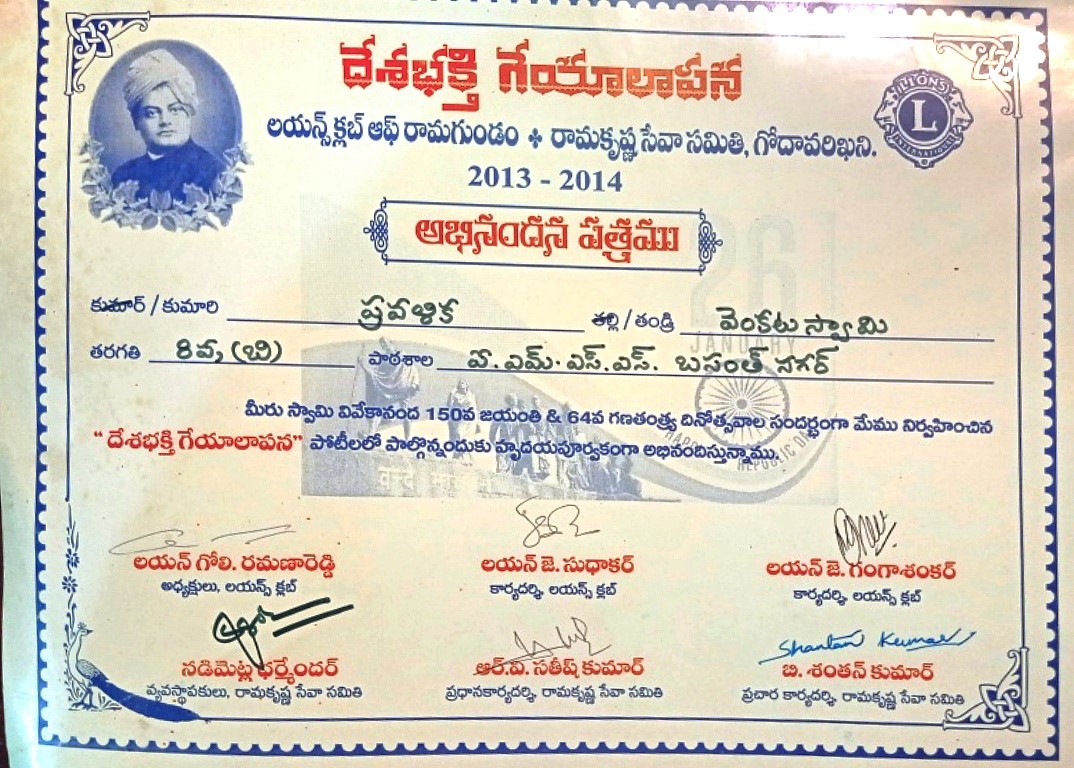 దేశభక్తి గేయాలాపన
లయన్స్ క్లబ్ ఆఫ్ రామగుండం + రామకృష్ణ సేవా సమితి, గోదావరిఖని.
LIONS
L
INTERNATIONAL
2013 - 2014
అభినందన పత్రము
26
JANUARY
కుమార్ / కుమారి ప్రవళిక తల్లి / తండ్రి వెంకటు స్వామి
తరగతి 8వ, (బి) పాఠశాల ఏ.ఎమ్.ఎస్.ఎస్. బసంత్ నగర్
మీరు స్వామి వివేకానంద 150వ జయంతి & 64వ గణతంత్ర దినోత్సవాల సందర్భంగా మేము నిర్వహించిన
"దేశభక్తి గేయాలాపన" పోటీలలో పాల్గొన్నందుకు హృదయపూర్వకంగా అభినందిస్తున్నాము.
REPUBLIC
वन्दे
లయన్ గోలి. రమణారెడ్డి లయన్ జె. సుధాకర్ లయన్ జె. గంగాశంకర్
అధ్యక్షులు, లయన్స్ క్లబ్ కార్యదర్శి, లయన్స్ క్లబ్ కార్యదర్శి, లయన్స్ క్లబ్
Shantan Kumar
నడిమెట్ల ధర్మేందర్ ఆర్.వి. సతీష్ కుమార్ బి. శంతన్ కుమార్
వ్యవస్థాపకులు, రామకృష్ణ సేవా సమితి ప్రధానకార్యదర్శి, రామకృష్ణ సేవా సమితి ప్రచార కార్యదర్శి, రామకృష్ణ సేవా సమితి